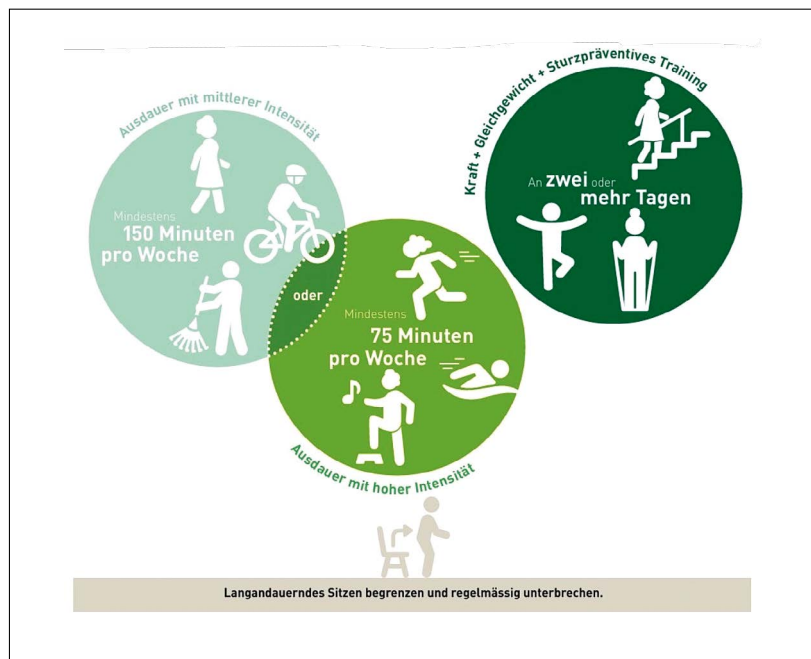 Ausdauer mit mittlerer Intensität
Mindestens
150 Minuten
pro Woche
oder
Mindestens
75 Minuten
pro Woche
Ausdauer mit hoher Intensität
Kraft + Gleichgewicht + Sturzpräventives Training
An zwei oder
mehr Tagen
Langandauerndes Sitzen begrenzen und regelmässig unterbrechen.